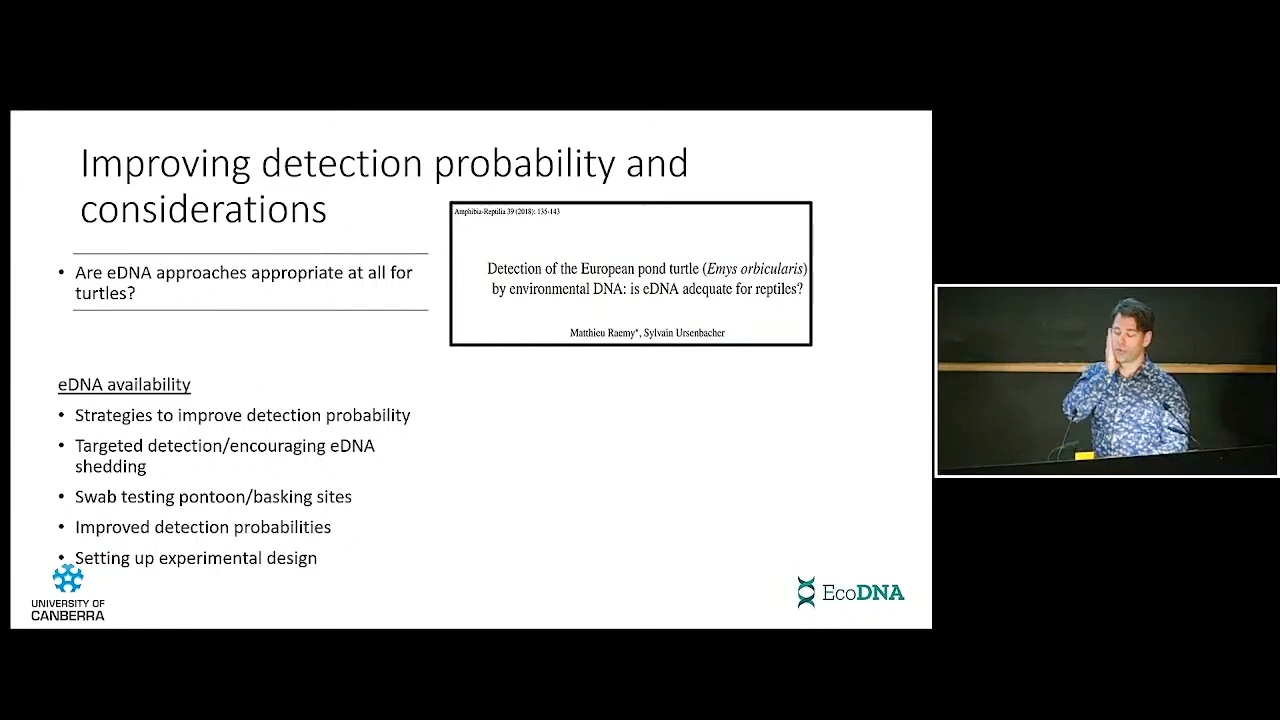 Improving detection probability and
considerations
Amphibia-Reptilia 39 (2018): 135-143
Detection of the European pond turtle (Emys orbicularis)
by environmental DNA: is eDNA adequate for reptiles?
Matthieu Raemy*, Sylvain Ursenbacher
• Are eDNA approaches appropriate at all for
turtles?
eDNA availability
• Strategies to improve detection probability
• Targeted detection/encouraging eDNA
shedding
• Swab testing pontoon/basking sites
• Improved detection probabilities
• Setting up experimental design
UNIVERSITY OF
CANBERRA
EcoDNA